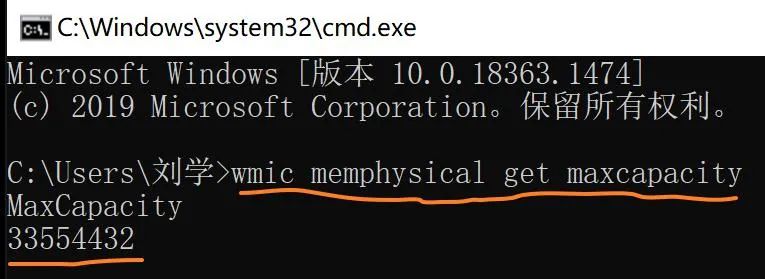 C:\Windows\system32\cmd.exe
Microsoft Windows [版本 10.0.18363.1474]
(c) 2019 Microsoft Corporation。保留所有权利。
C:\Users\刘学>wmic memphysical get maxcapacity
MaxCapacity
33554432